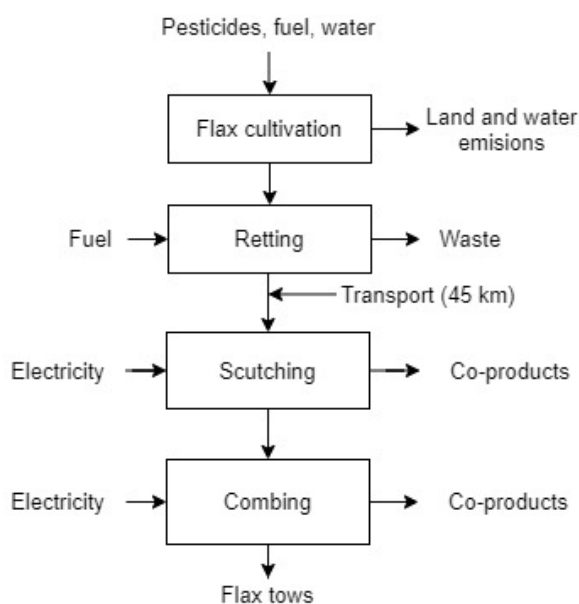 Pesticides, fuel, water
Flax cultivation
Land and water
emissions
Fuel
Retting
Waste
Transport (45 km)
Electricity
Scutching
Co-products
Electricity
Combing
Co-products
Flax tows